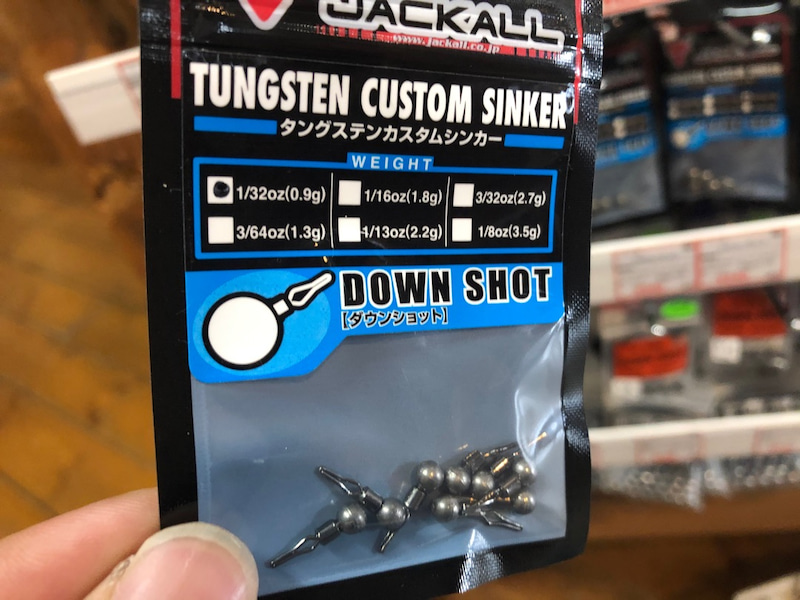 JACKALL
www.jackall.co.jp
TUNGSTEN CUSTOM SINKER
タングステンカスタムシンカー
WEIGHT
1/32oz(0.9g) 1/16oz(1.8g) 3/32oz(2.7g)
3/64oz(1.3g) 1/13oz(2.2g) 1/8oz(3.5g)
DOWN SHOT
[ダウンショット]